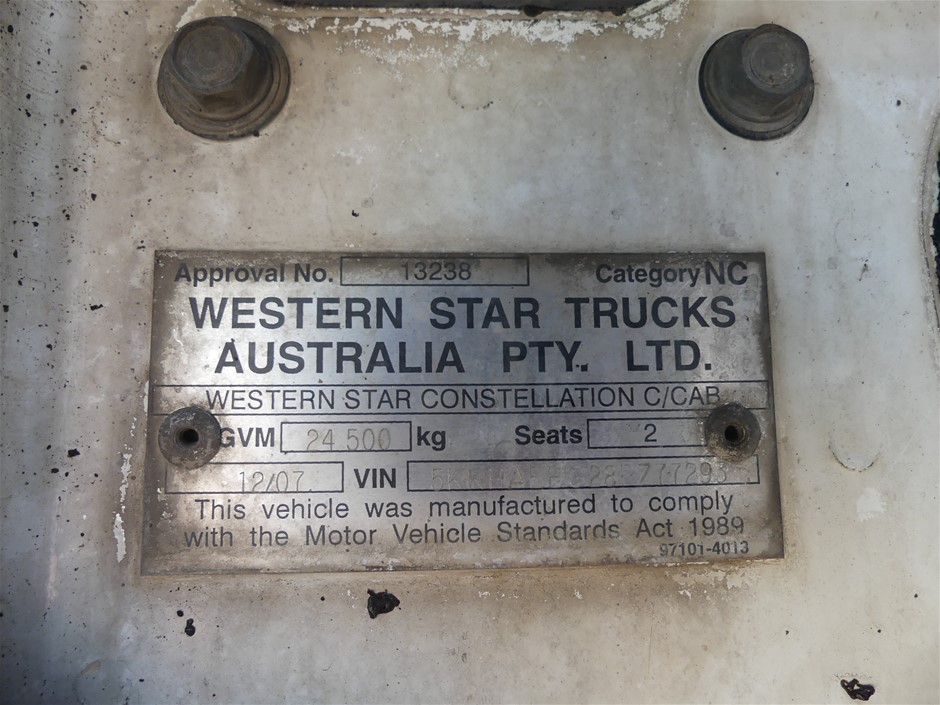 Approval No. 13238 Category NC
WESTERN STAR TRUCKS
AUSTRALIA PTY. LTD.
WESTERN STAR CONSTELLATION C/CAB
GVM 24 500 kg Seats 2
12/07 VIN
This vehicle was manufactured to comply
with the Motor Vehicle Standards Act 1989
97101-4013